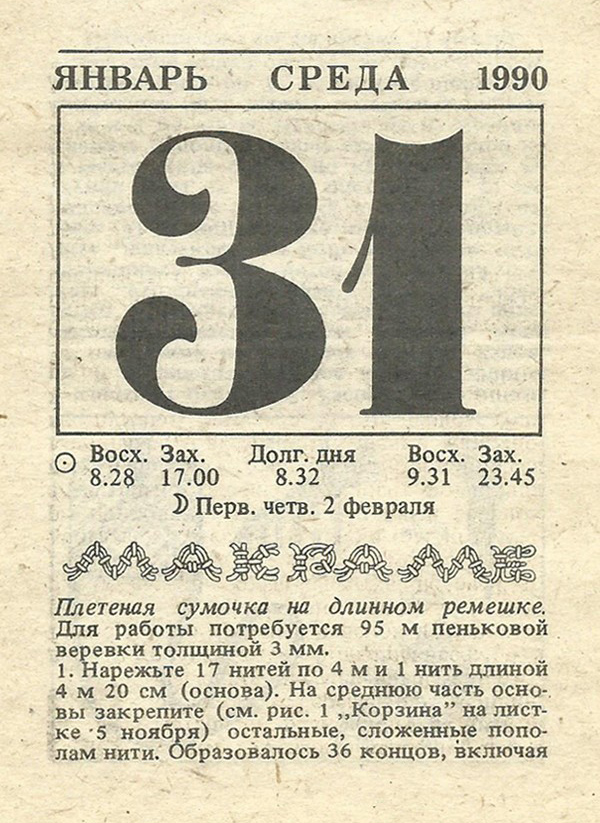 ЯНВАРЬ СРЕДА 1990
31
Восх. Зах. Долг. дня Восх. Зах.
8.28 17.00 8.32 9.31 23.45
Перв. четв. 2 февраля
МАКРАМЕ
Плетеная сумочка на длинном ремешке.
Для работы потребуется 95 м пеньковой
веревки толщиной 3 мм.
1. Нарежьте 17 нитей по 4 м и 1 нить длиной
4 м 20 см (основа). На среднюю часть осно-
вы закрепите (см. рис. 1 „Корзина” на лист-
ке 5 ноября) остальные, сложенные попо-
лам нити. Образовалось 36 концов, включая